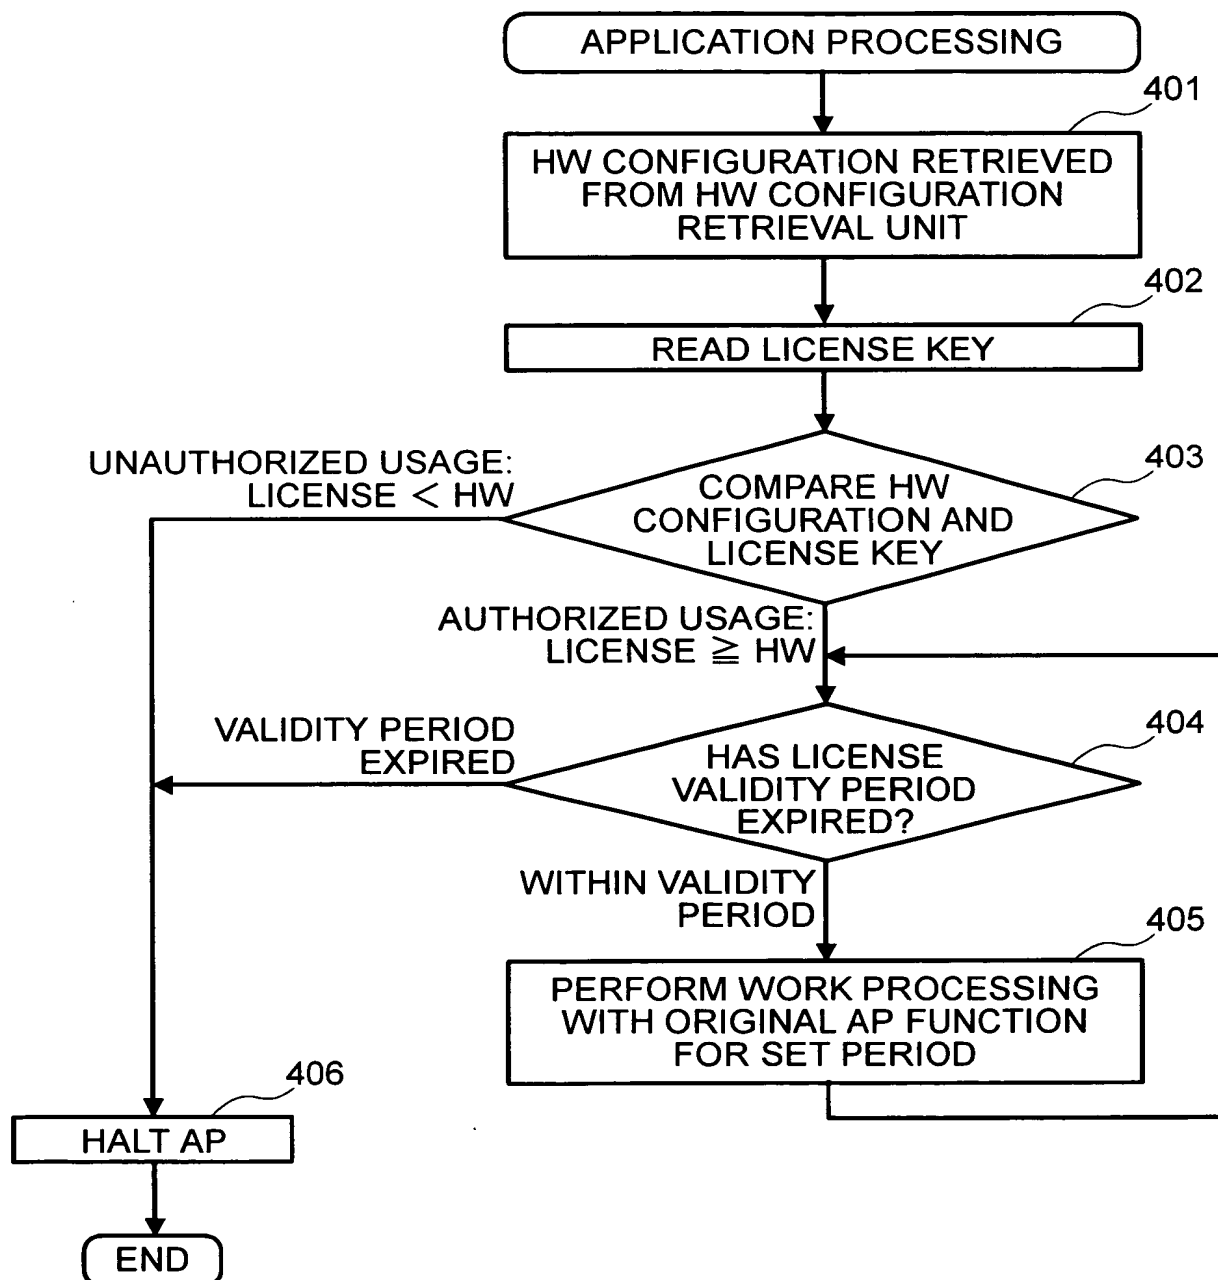 APPLICATION PROCESSING
401
HW CONFIGURATION RETRIEVED
FROM HW CONFIGURATION
RETRIEVAL UNIT
402
READ LICENSE KEY
UNAUTHORIZED USAGE:
LICENSE < HW
403
COMPARE HW
CONFIGURATION AND
LICENSE KEY
AUTHORIZED USAGE:
LICENSE ≧ HW
VALIDITY PERIOD
EXPIRED
404
HAS LICENSE
VALIDITY PERIOD
EXPIRED?
WITHIN VALIDITY
PERIOD
405
PERFORM WORK PROCESSING
WITH ORIGINAL AP FUNCTION
FOR SET PERIOD
406
HALT AP
END